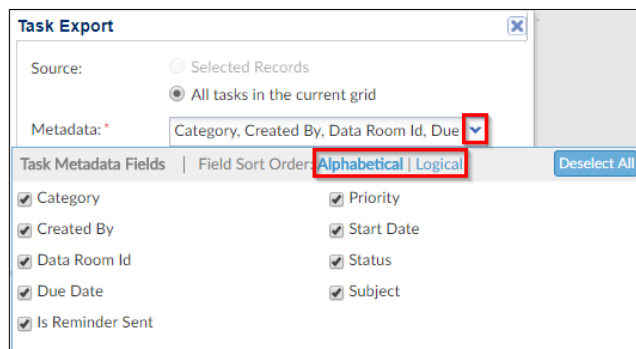 Task Export
Source:
Selected Records
All tasks in the current grid
Metadata:* Category, Created By, Data Room Id, Due
Task Metadata Fields | Field Sort Order: Alphabetical | Logical Deselect All
Category Priority
Created By Start Date
Data Room Id Status
Due Date Subject
Is Reminder Sent